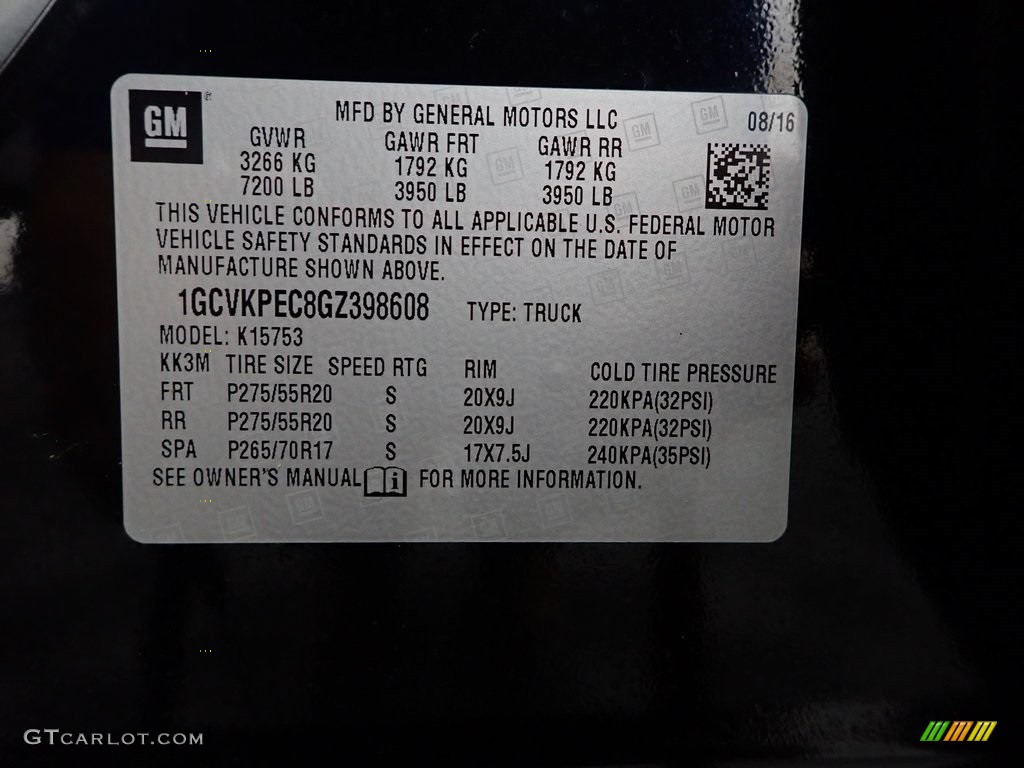 GM
MFD BY GENERAL MOTORS LLC 08/16
GVWR GAWR FRT GAWR RR
3266 KG 1792 KG 1792 KG
7200 LB 3950 LB 3950 LB
THIS VEHICLE CONFORMS TO ALL APPLICABLE U.S. FEDERAL MOTOR
VEHICLE SAFETY STANDARDS IN EFFECT ON THE DATE OF
MANUFACTURE SHOWN ABOVE.
1GCVKPEC8GZ398608 TYPE: TRUCK
MODEL: K15753
KK3M TIRE SIZE SPEED RTG RIM COLD TIRE PRESSURE
FRT P275/55R20 S 20X9J 220KPA(32PSI)
RR P275/55R20 S 20X9J 220KPA(32PSI)
SPA P265/70R17 S 17X7.5J 240KPA(35PSI)
SEE OWNER'S MANUAL i FOR MORE INFORMATION.
GTCARLOT.COM